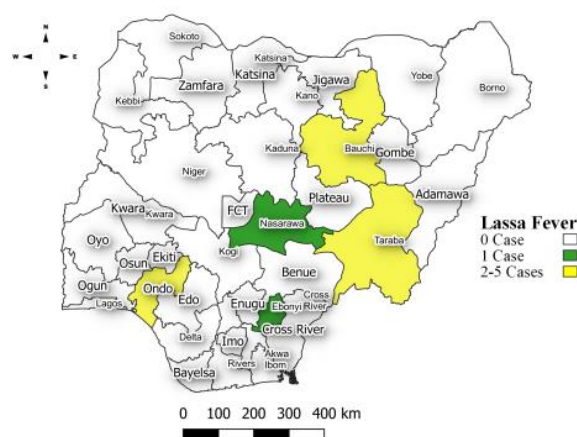 N
W
E
S
Sokoto
Katsina
Katsina
Jigawa
Yobe
Borno
Zamfara
Kano
Kebbi
Kaduna
Bauchi
Gombe
Niger
Adamawa
Plateau
FCT
Nasarawa
Kwara
Kwara
Taraba
Oyo
Kogi
Osun
Ekiti
Benue
Ogun
Ondo
Edo
Lagos
Enugu
Ebonyi
Cross
River
Cross River
Delta
Imo
Akwa
Ibom
Bayelsa
Rivers
Lassa Fever
0 Case
1 Case
2-5 Cases
0 100 200 300 400 km